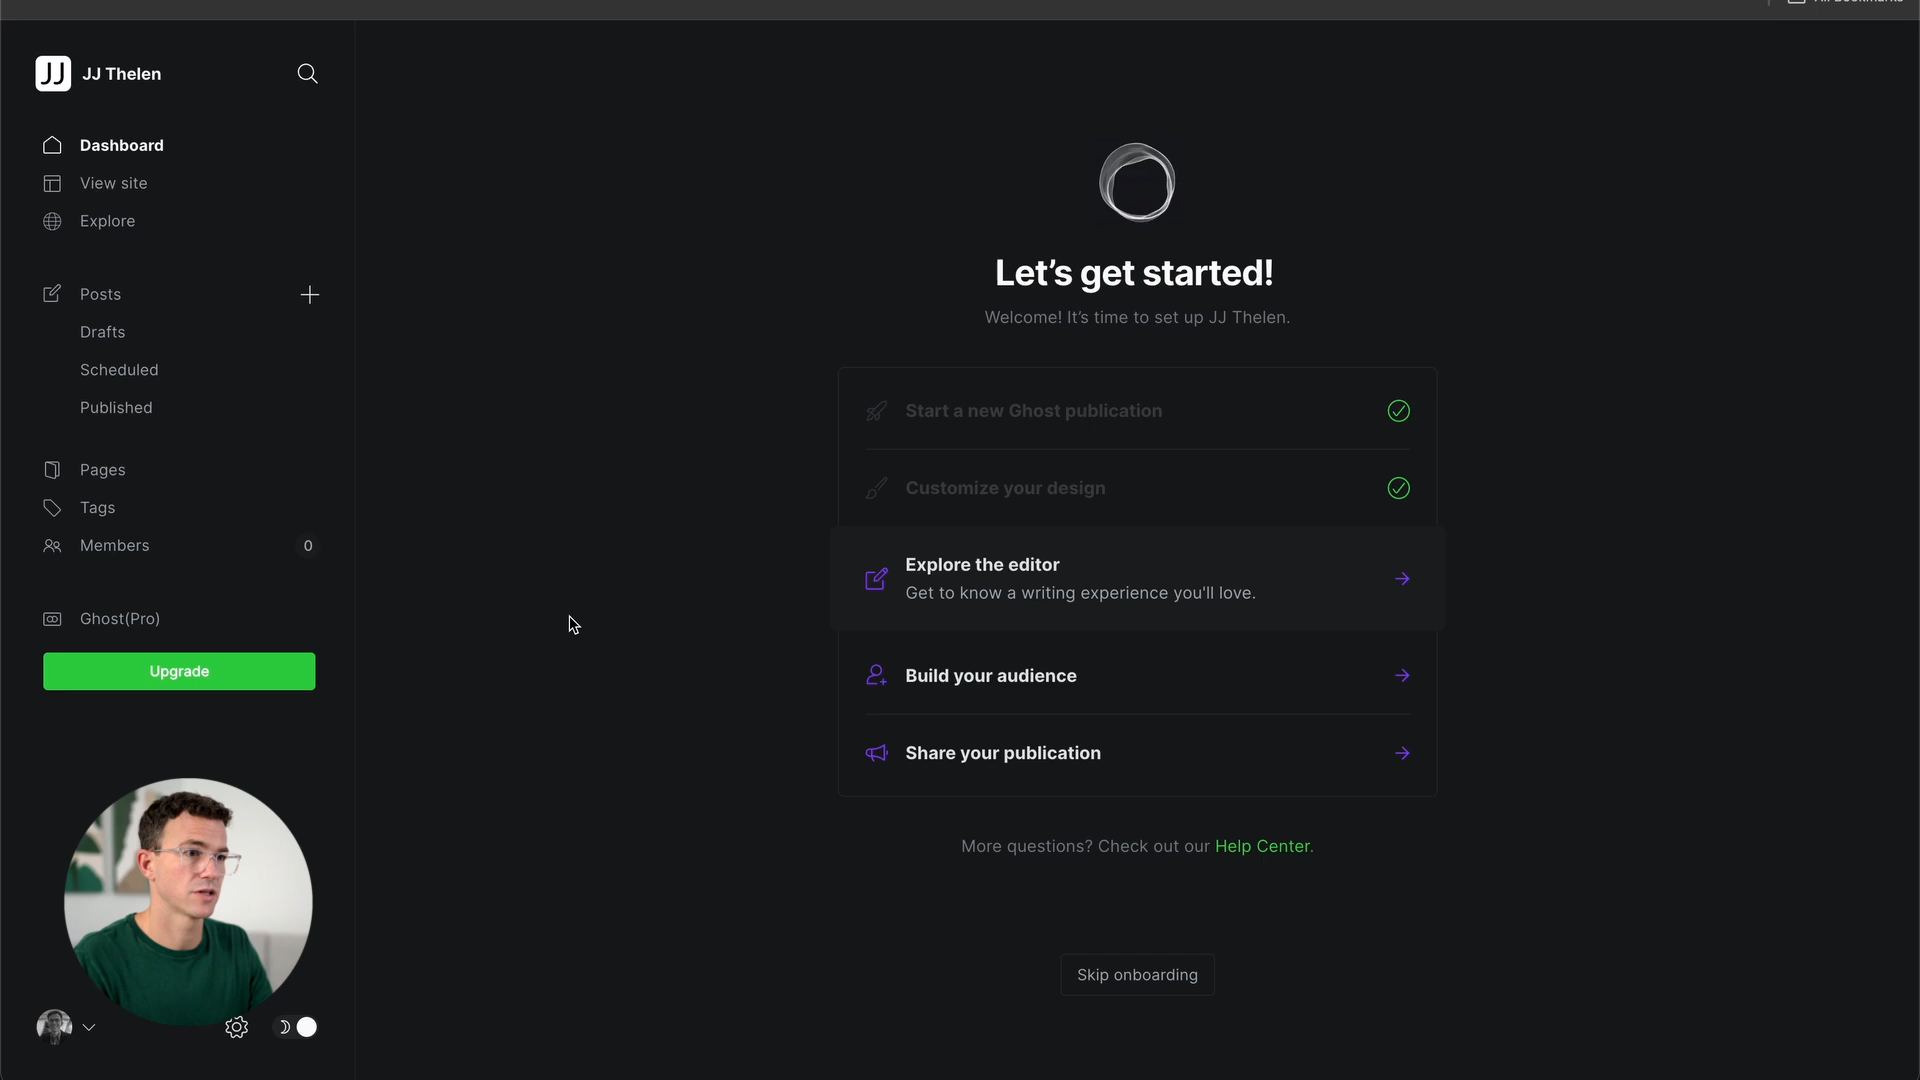 JJ JJ Thelen
Dashboard
View site
Explore
Posts
Drafts
Scheduled
Published
Pages
Tags
Members 0
Ghost(Pro)
Upgrade
Let’s get started!
Welcome! It’s time to set up JJ Thelen.
Start a new Ghost publication
Customize your design
Explore the editor
Get to know a writing experience you'll love.
Build your audience
Share your publication
More questions? Check out our Help Center.
Skip onboarding